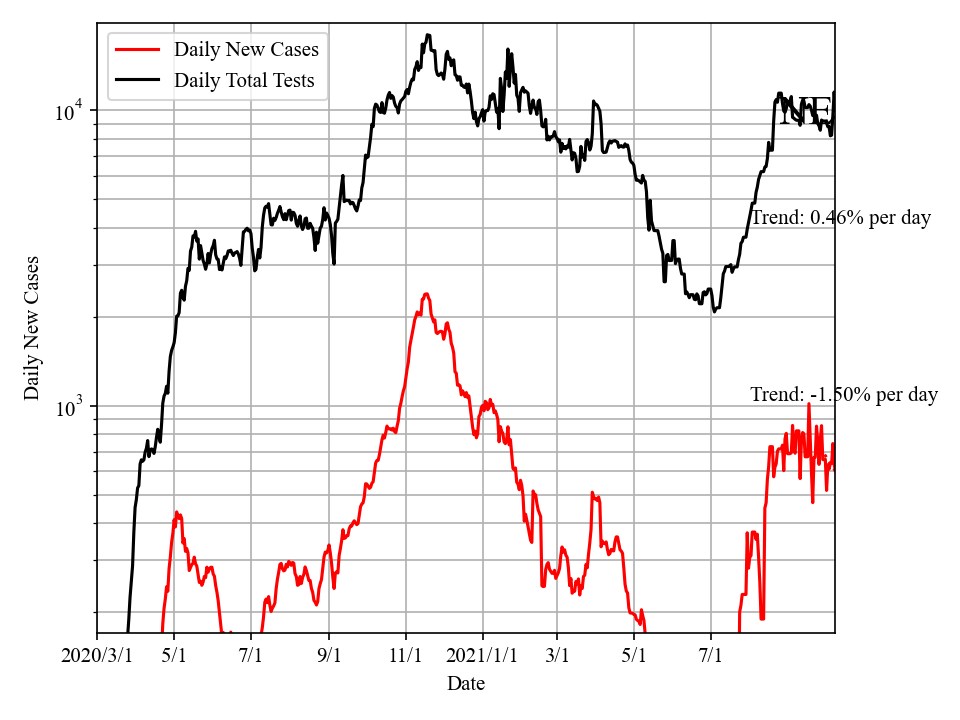 Daily New Cases
Daily Total Tests
NE
10^4
Trend: 0.46% per day
Daily New Cases
Trend: -1.50% per day
10^3
2020/3/1 5/1 7/1 9/1 11/1 2021/1/1 3/1 5/1 7/1
Date